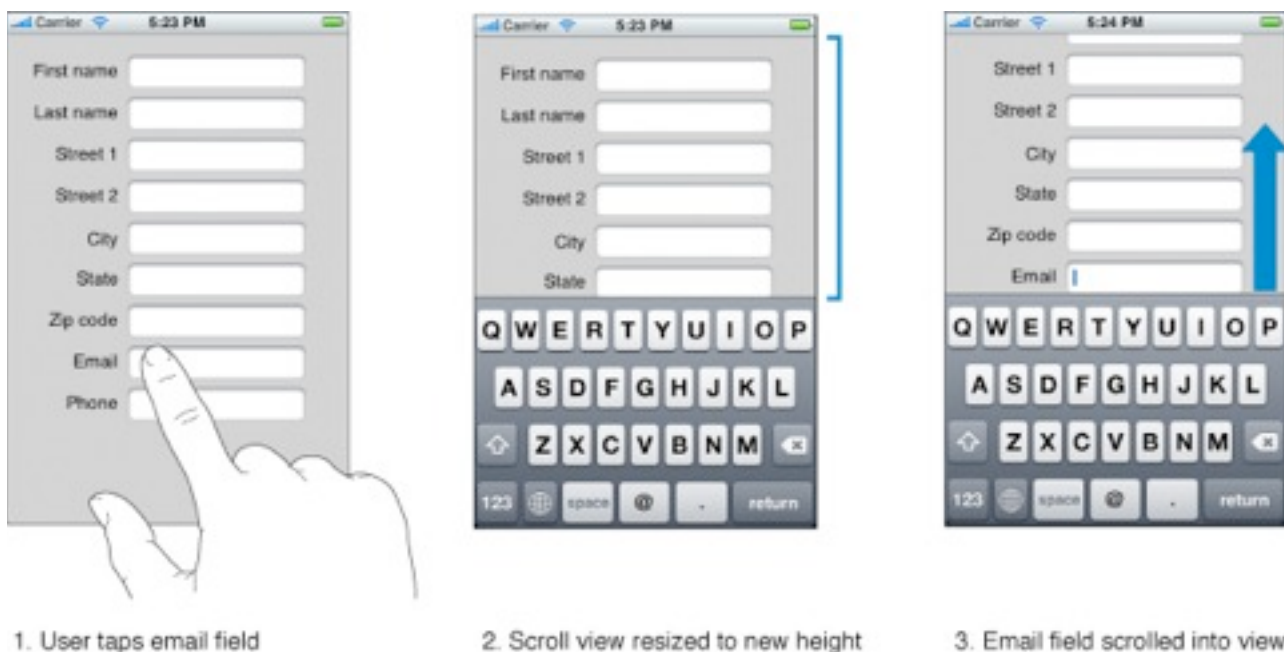 Carrier 5:23 PM
First name
Last name
Street 1
Street 2
City
State
Zip code
Email
Phone
1. User taps email field
Carrier 5:23 PM
First name
Last name
Street 1
Street 2
City
State
Q W E R T Y U I O P
A S D F G H J K L
Z X C V B N M
123 space @ . return
2. Scroll view resized to new height
Carrier 5:24 PM
Street 1
Street 2
City
State
Zip code
Email
Q W E R T Y U I O P
A S D F G H J K L
Z X C V B N M
123 space @ . return
3. Email field scrolled into view